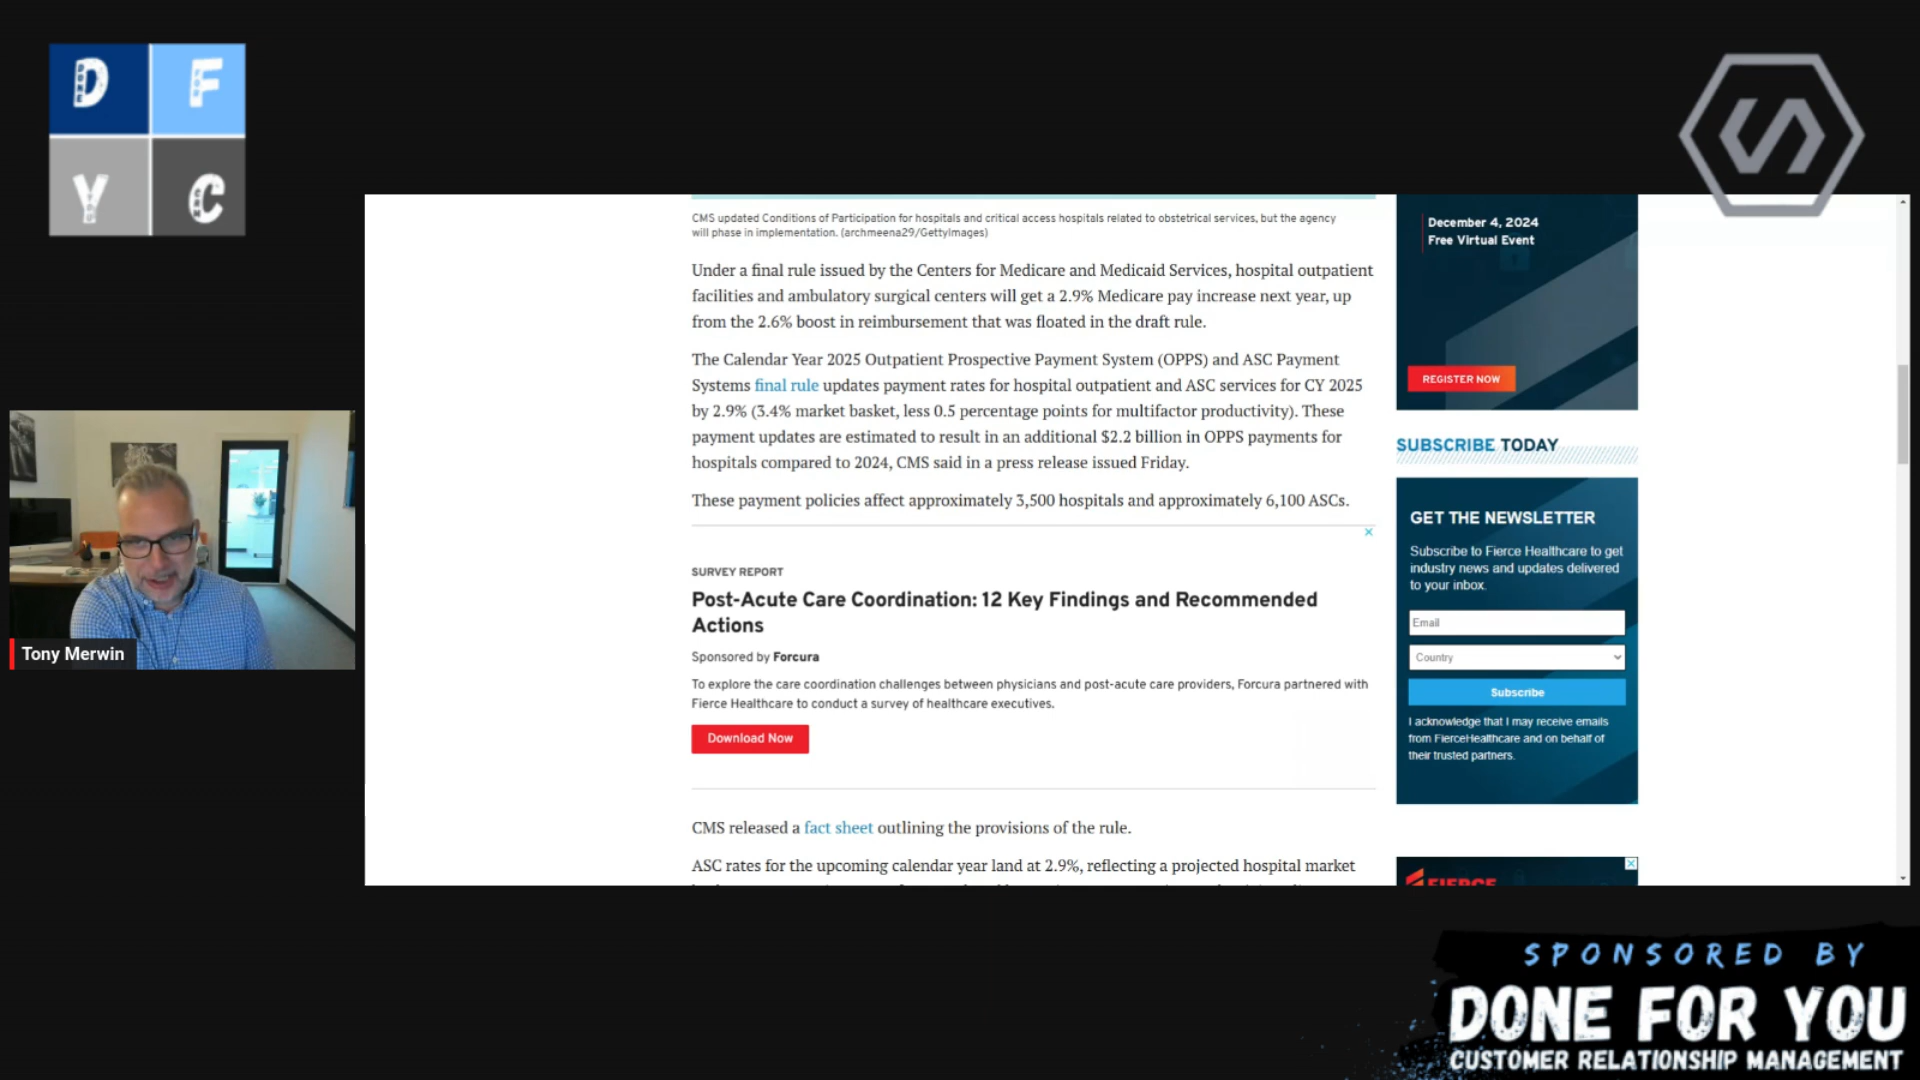 D F
Y C
CMS updated Conditions of Participation for hospitals and critical access hospitals related to obstetrical services, but the agency
will phase in implementation. (archmeena29/GettyImages)
Under a final rule issued by the Centers for Medicare and Medicaid Services, hospital outpatient
facilities and ambulatory surgical centers will get a 2.9% Medicare pay increase next year, up
from the 2.6% boost in reimbursement that was floated in the draft rule.
The Calendar Year 2025 Outpatient Prospective Payment System (OPPS) and ASC Payment
Systems final rule updates payment rates for hospital outpatient and ASC services for CY 2025
by 2.9% (3.4% market basket, less 0.5 percentage points for multifactor productivity). These
payment updates are estimated to result in an additional $2.2 billion in OPPS payments for
hospitals compared to 2024, CMS said in a press release issued Friday.
These payment policies affect approximately 3,500 hospitals and approximately 6,100 ASCs.
SURVEY REPORT
Post-Acute Care Coordination: 12 Key Findings and Recommended
Actions
Sponsored by Forcura
To explore the care coordination challenges between physicians and post-acute care providers, Forcura partnered with
Fierce Healthcare to conduct a survey of healthcare executives.
Download Now
CMS released a fact sheet outlining the provisions of the rule.
ASC rates for the upcoming calendar year land at 2.9%, reflecting a projected hospital market
December 4, 2024
Free Virtual Event
REGISTER NOW
SUBSCRIBE TODAY
GET THE NEWSLETTER
Subscribe to Fierce Healthcare to get
industry news and updates delivered
to your inbox.
Email
Country
Subscribe
I acknowledge that I may receive emails
from FierceHealthcare and on behalf of
their trusted partners.
FIERCE
Tony Merwin
SPONSORED BY
DONE FOR YOU
CUSTOMER RELATIONSHIP MANAGEMENT